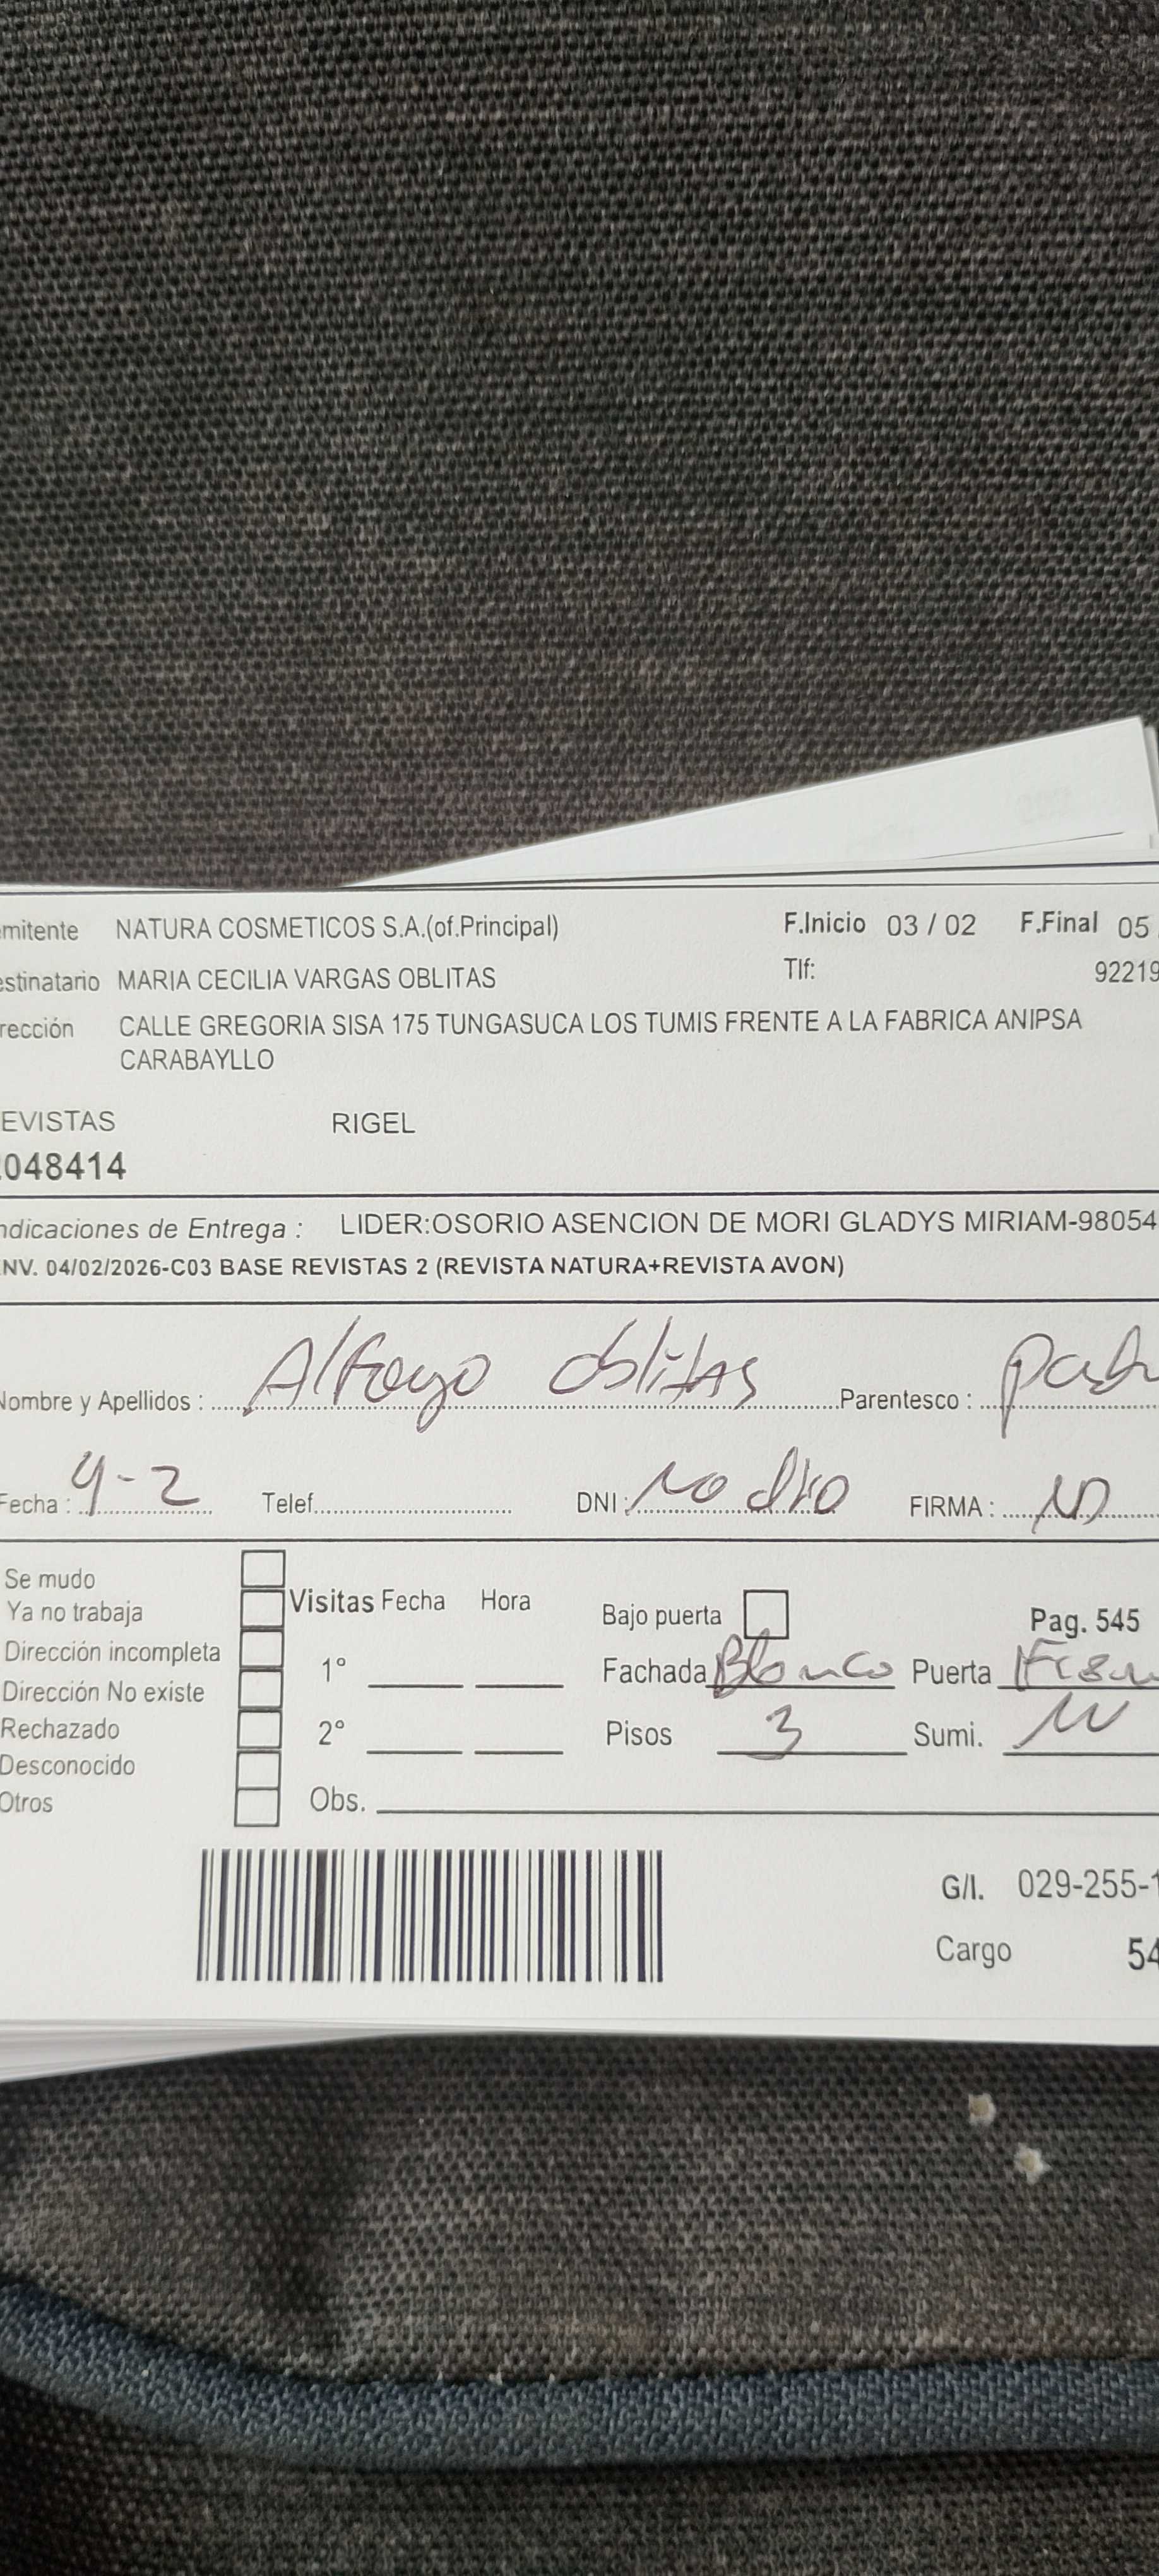 mitente NATURA COSMETICOS S.A.(of.Principal) F.Inicio 03 / 02 F.Final 05
estinatario MARIA CECILIA VARGAS OBLITAS Tlf: 92219
rección CALLE GREGORIA SISA 175 TUNGASUCA LOS TUMIS FRENTE A LA FABRICA ANIPSA
CARABAYLLO
EVISTAS RIGEL
048414
ndicaciones de Entrega : LIDER:OSORIO ASENCION DE MORI GLADYS MIRIAM-98054
NV. 04/02/2026-C03 BASE REVISTAS 2 (REVISTA NATURA+REVISTA AVON)
Nombre y Apellidos : Alfoyo oblitas Parentesco :
Fecha : 4-2 Telef. DNI : No dio FIRMA :
Se mudo
Ya no trabaja Visitas Fecha Hora Bajo puerta Pag. 545
Dirección incompleta 1° Fachada Blanco Puerta
Dirección No existe
Rechazado 2° Pisos 3 Sumi.
Desconocido
Otros Obs.
G/I. 029-255-1
Cargo 54